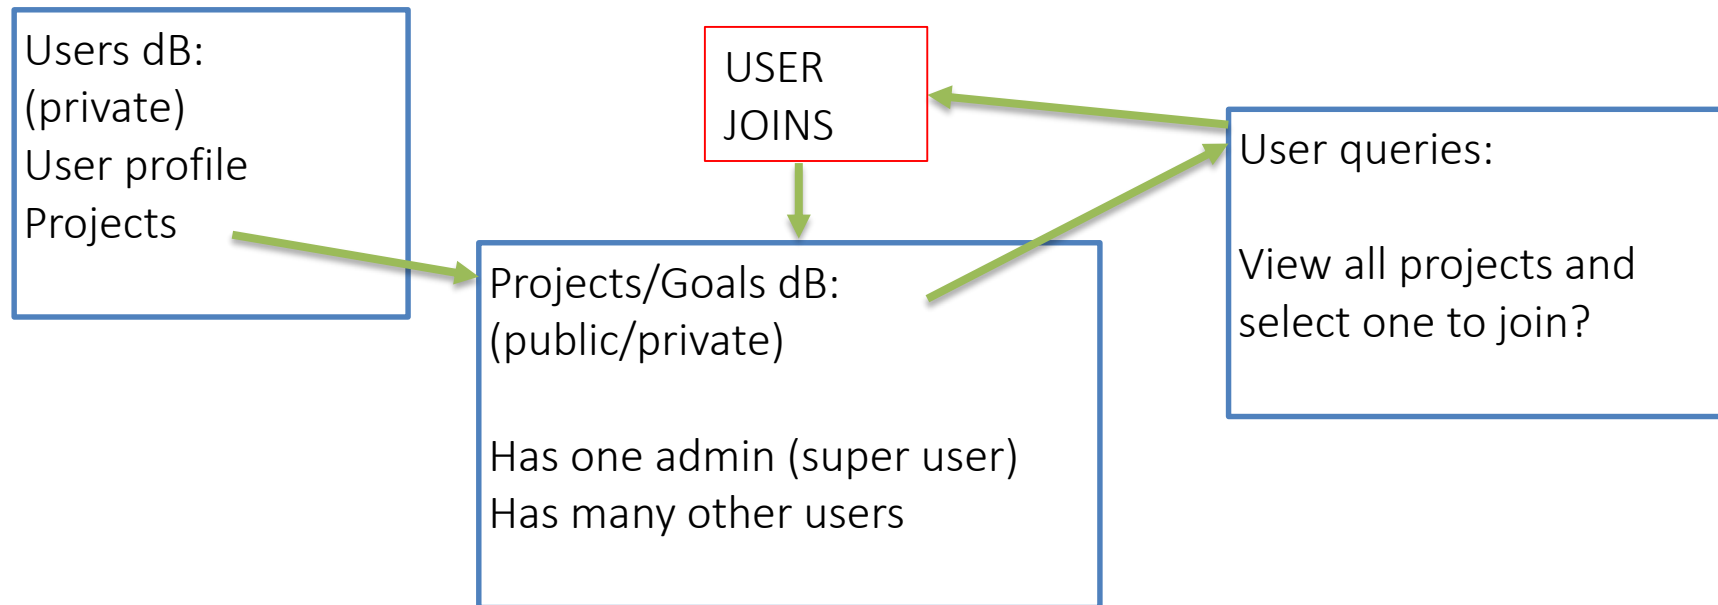 Users dB:
(private)
User profile
Projects
USER
JOINS
Projects/Goals dB:
(public/private)
Has one admin (super user)
Has many other users
User queries:
View all projects and
select one to join?